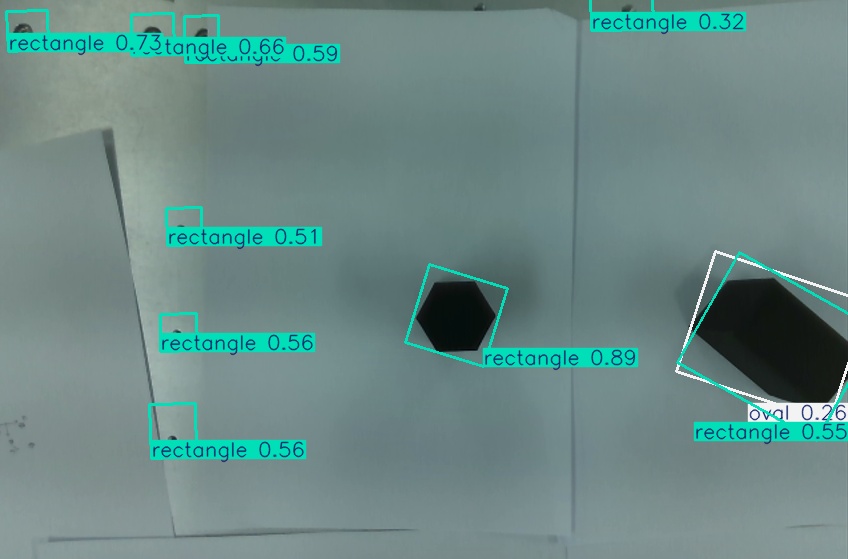 rectangle 0.32
rectangle 0.73
rectangle 0.66
rectangle 0.59
rectangle 0.51
rectangle 0.56
rectangle 0.89
oval 0.26
rectangle 0.55
rectangle 0.56